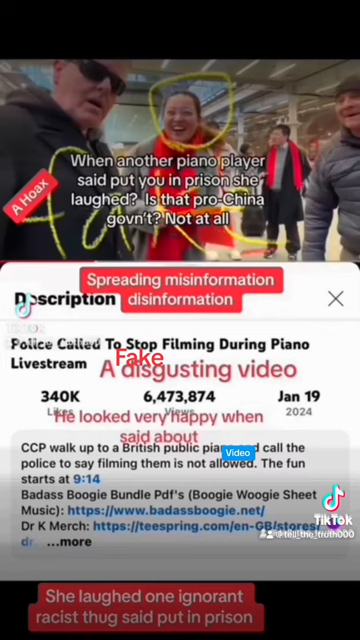 When another piano player
said put you in prison she
laughed? Is that pro-China
govn't? Not at all
A Hoax
Fake
Spreading misinformation
disinformation
Description
TikTok
Police Called To Stop Filming During Piano
Livestream
Fake
A disgusting video
340K
6,473,874
Jan 19
Likes
Views
2024
He looked very happy when
said about
Video
CCP walk up to a British public piano and call the
police to say filming them is not allowed. The fun
starts at 9:14
Badass Boogie Bundle Pdf's (Boogie Woogie Sheet
Music): https://www.badassboogie.net/
Dr K Merch: https://teespring.com/en-GB/stores/
dr. ...more
TikTok
@tell_the_truth000
She laughed one ignorant
racist thug said put in prison